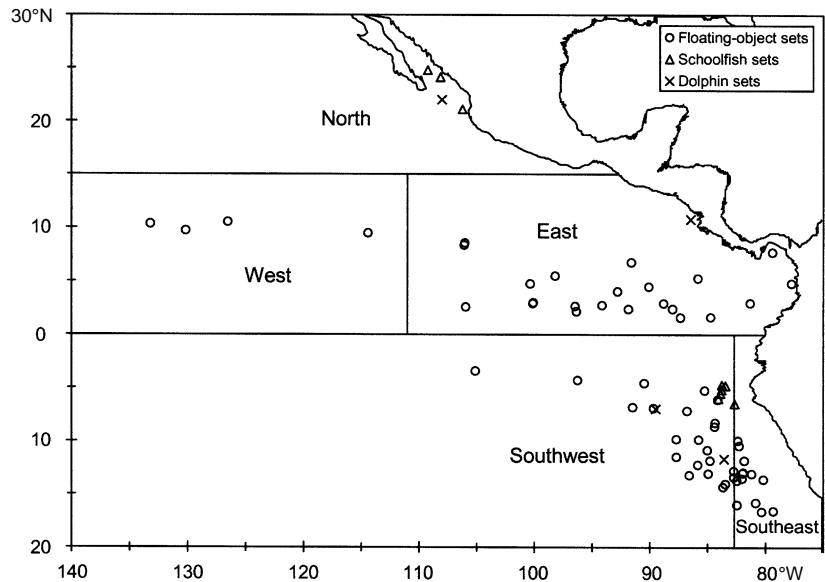 30°N
Floating-object sets
Schoolfish sets
Dolphin sets
North
20
10
East
West
0
10
Southwest
Southeast
20
140 130 120 110 100 90 80°W